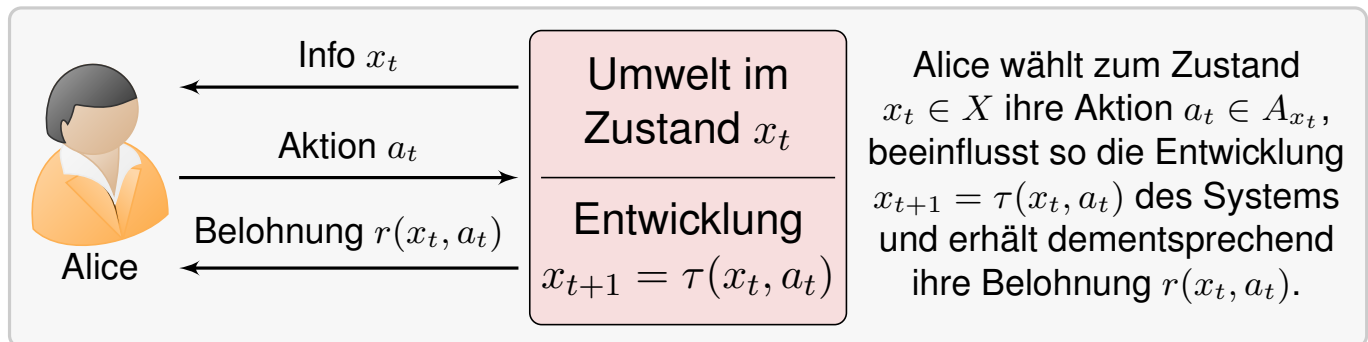 Info $x_t$
Aktion $a_t$
Belohnung $r(x_t, a_t)$
Alice
Umwelt im
Zustand $x_t$
Entwicklung
$x_{t+1} = \tau(x_t, a_t)$
Alice wählt zum Zustand
$x_t \in X$ ihre Aktion $a_t \in A_{x_t}$,
beeinflusst so die Entwicklung
$x_{t+1} = \tau(x_t, a_t)$ des Systems
und erhält dementsprechend
ihre Belohnung $r(x_t, a_t)$.